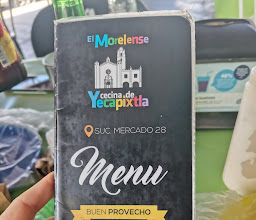 El Morelense
cecina de
Yecapixtla
SUC. MERCADO 28
Menu
BUEN PROVECHO